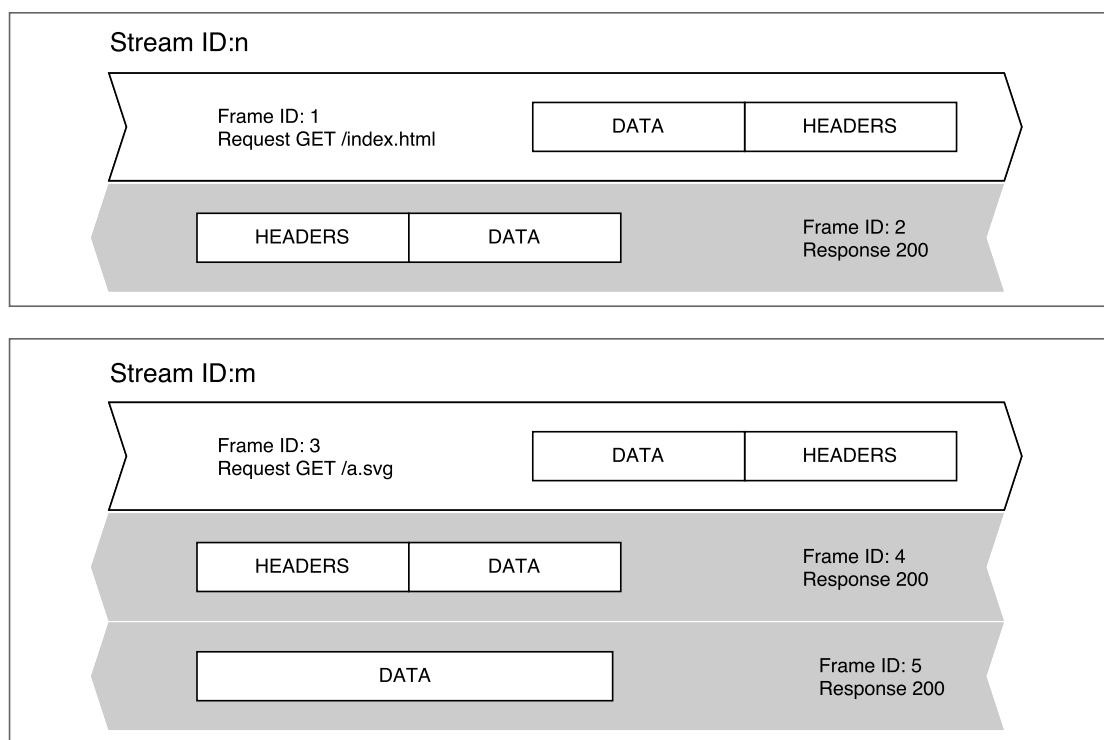 Stream ID:n
Frame ID: 1
Request GET /index.html
DATA
HEADERS
HEADERS
DATA
Frame ID: 2
Response 200
Stream ID:m
Frame ID: 3
Request GET /a.svg
DATA
HEADERS
HEADERS
DATA
Frame ID: 4
Response 200
DATA
Frame ID: 5
Response 200